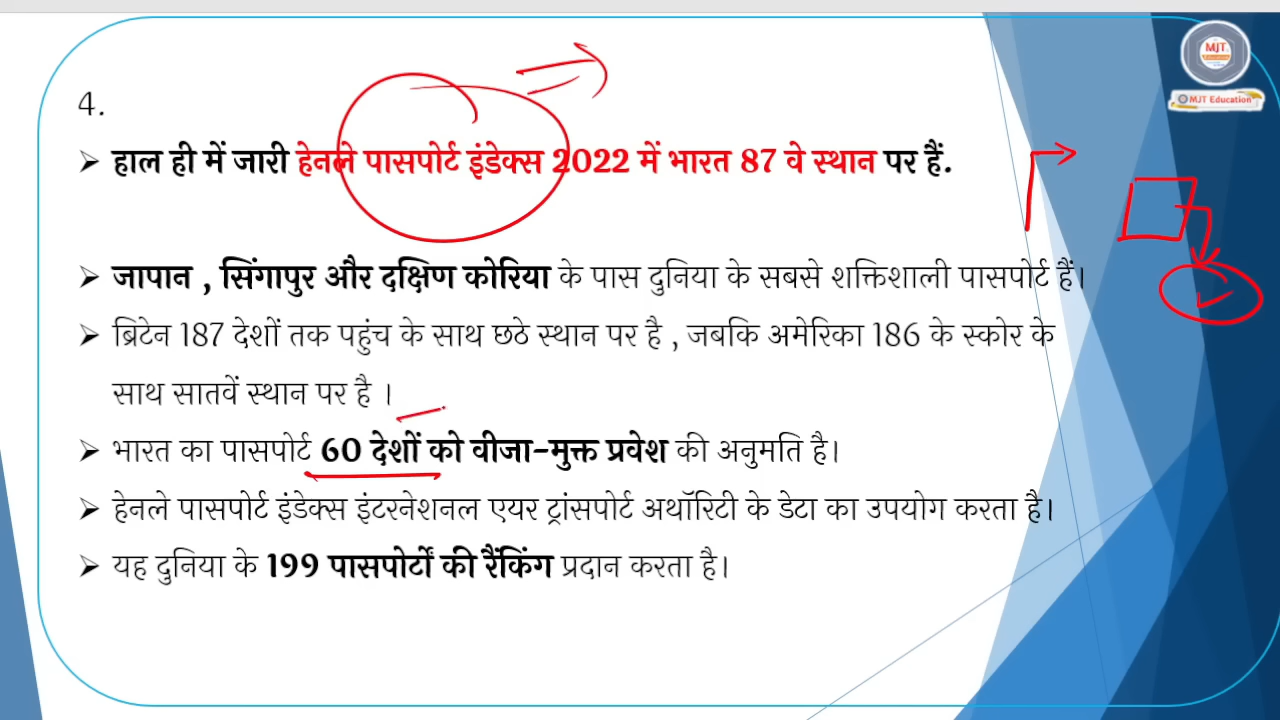 MJT
Education
MJT Education
4.
हाल ही में जारी हेनले पासपोर्ट इंडेक्स 2022 में भारत 87 वे स्थान पर हैं.
जापान , सिंगापुर और दक्षिण कोरिया के पास दुनिया के सबसे शक्तिशाली पासपोर्ट हैं।
ब्रिटेन 187 देशों तक पहुंच के साथ छठे स्थान पर है , जबकि अमेरिका 186 के स्कोर के
साथ सातवें स्थान पर है ।
भारत का पासपोर्ट 60 देशों को वीजा-मुक्त प्रवेश की अनुमति है।
हेनले पासपोर्ट इंडेक्स इंटरनेशनल एयर ट्रांसपोर्ट अथॉरिटी के डेटा का उपयोग करता है।
यह दुनिया के 199 पासपोर्टों की रैंकिंग प्रदान करता है।